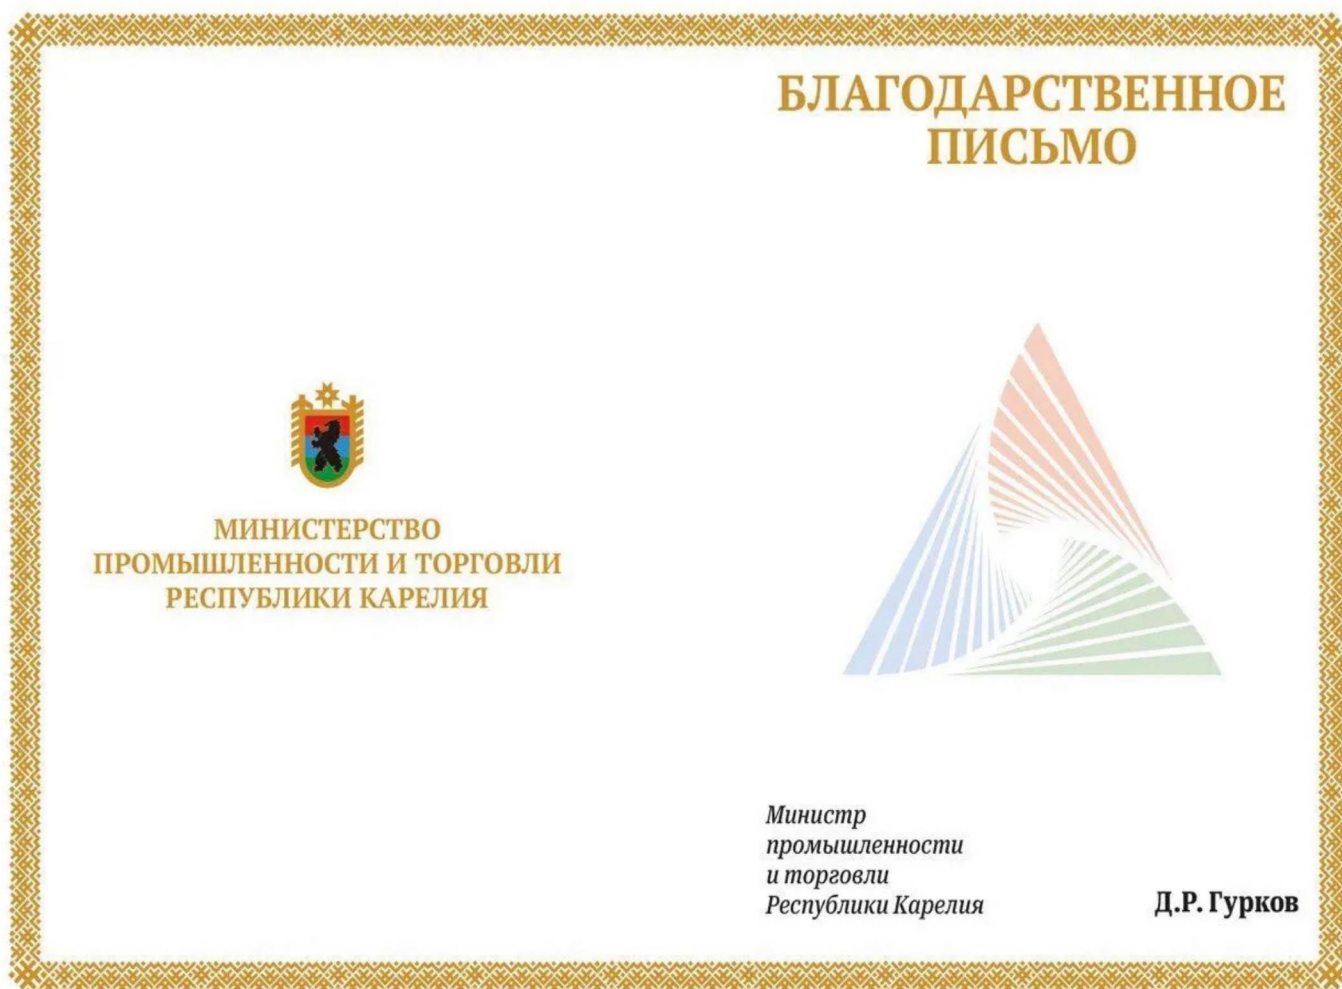 МИНИСТЕРСТВО
ПРОМЫШЛЕННОСТИ И ТОРГОВЛИ
РЕСПУБЛИКИ КАРЕЛИЯ
БЛАГОДАРСТВЕННОЕ
ПИСЬМО
Министр
промышленности
и торговли
Республики Карелия
Д.Р. Гурков